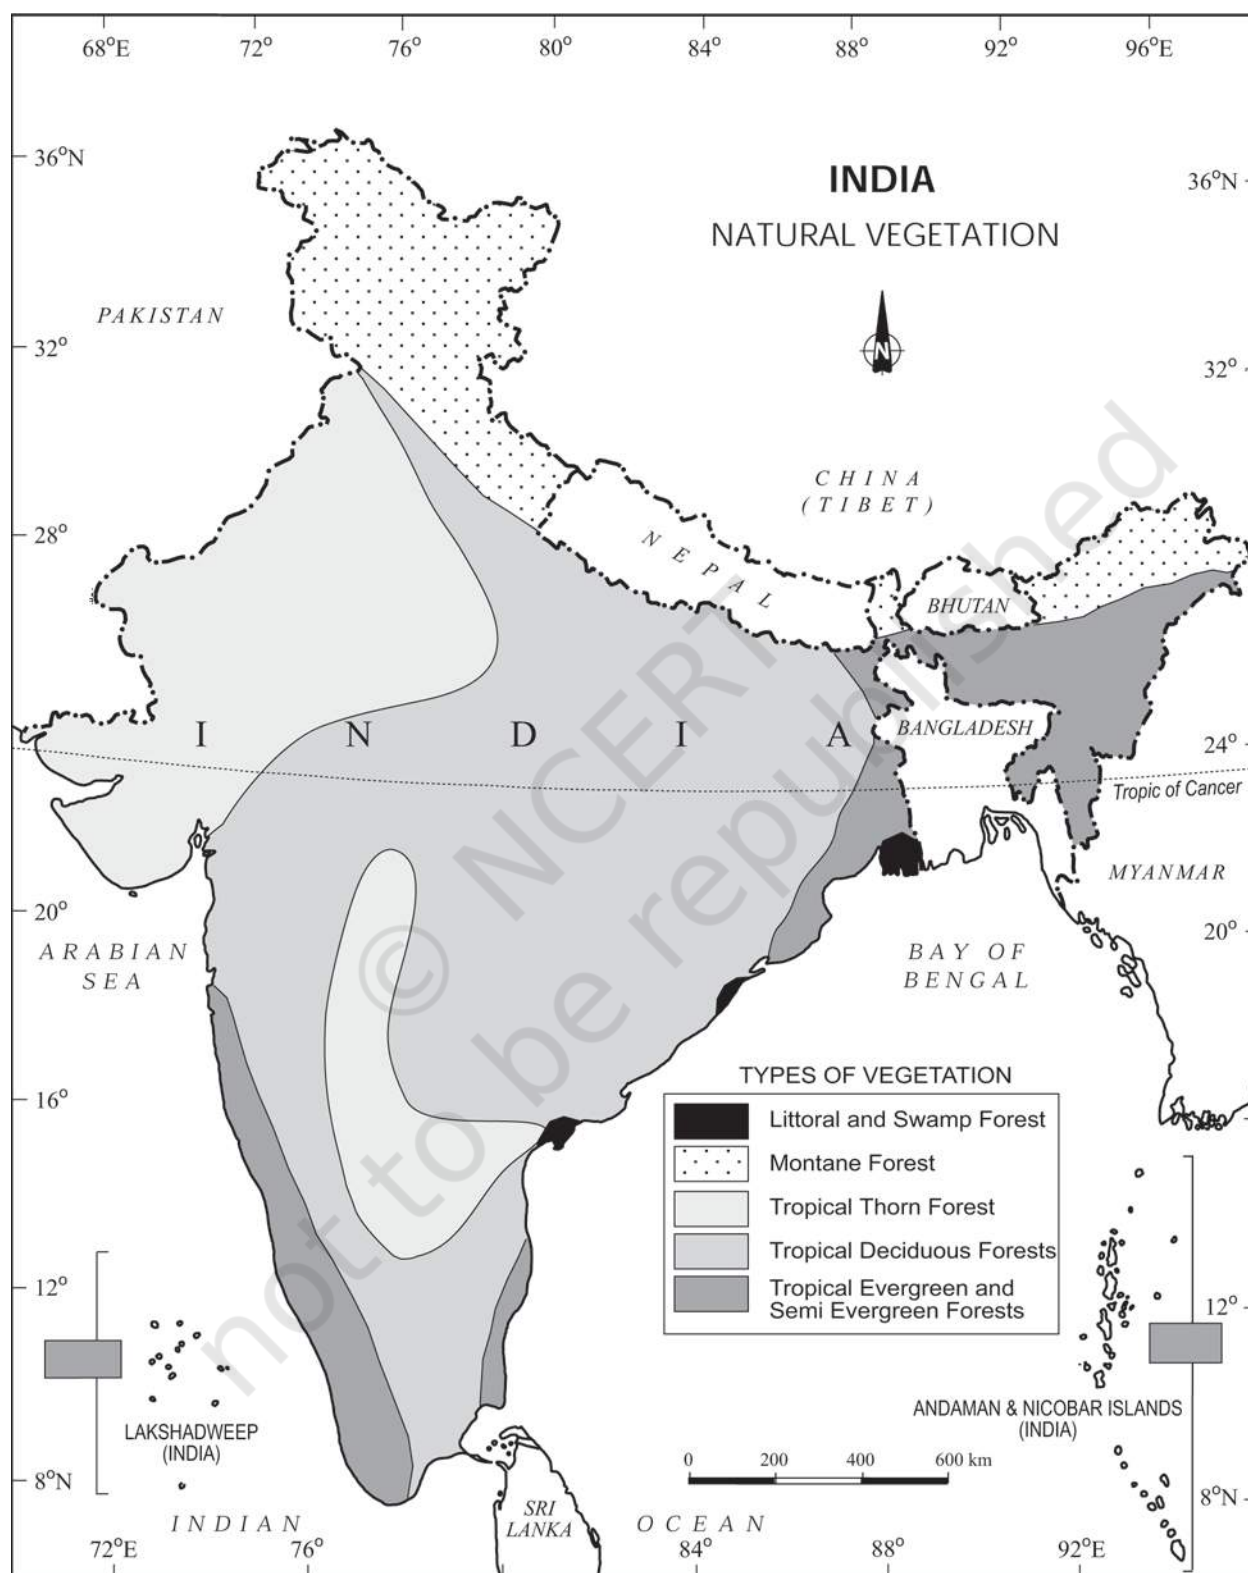 68°E 72° 76° 80° 84° 88° 92° 96°E
36°N
INDIA
36°N
NATURAL VEGETATION
N
PAKISTAN
32°
32°
CHINA
(TIBET)
28°
NEPAL
BHUTAN
INDIA
BANGLADESH
24°
Tropic of Cancer
MYANMAR
20°
20°
ARABIAN
SEA
BAY OF
BENGAL
© NCERT
not to be republished
TYPES OF VEGETATION
16°
Littoral and Swamp Forest
Montane Forest
Tropical Thorn Forest
Tropical Deciduous Forests
Tropical Evergreen and
Semi Evergreen Forests
12°
12°
LAKSHADWEEP
(INDIA)
ANDAMAN & NICOBAR ISLANDS
(INDIA)
0 200 400 600 km
8°N
8°N
SRI
LANKA
INDIAN OCEAN
72°E 76° 84° 88° 92°E